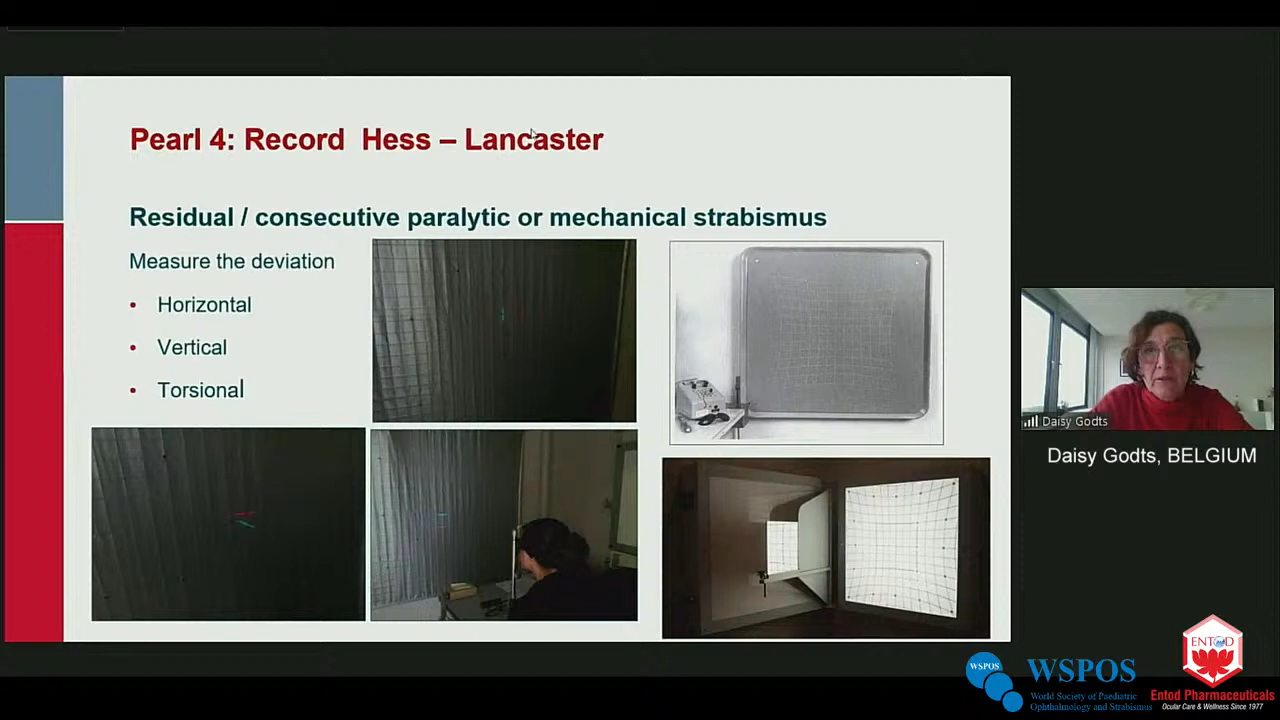 Pearl 4: Record Hess – Lancaster
Residual / consecutive paralytic or mechanical strabismus
Measure the deviation
• Horizontal
• Vertical
• Torsional
Daisy Godts
Daisy Godts, BELGIUM
WSPOS
WSPOS
World Society of Paediatric
Ophthalmology and Strabismus
ENTOD
Entod Pharmaceuticals
Ocular Care & Wellness Since 1977